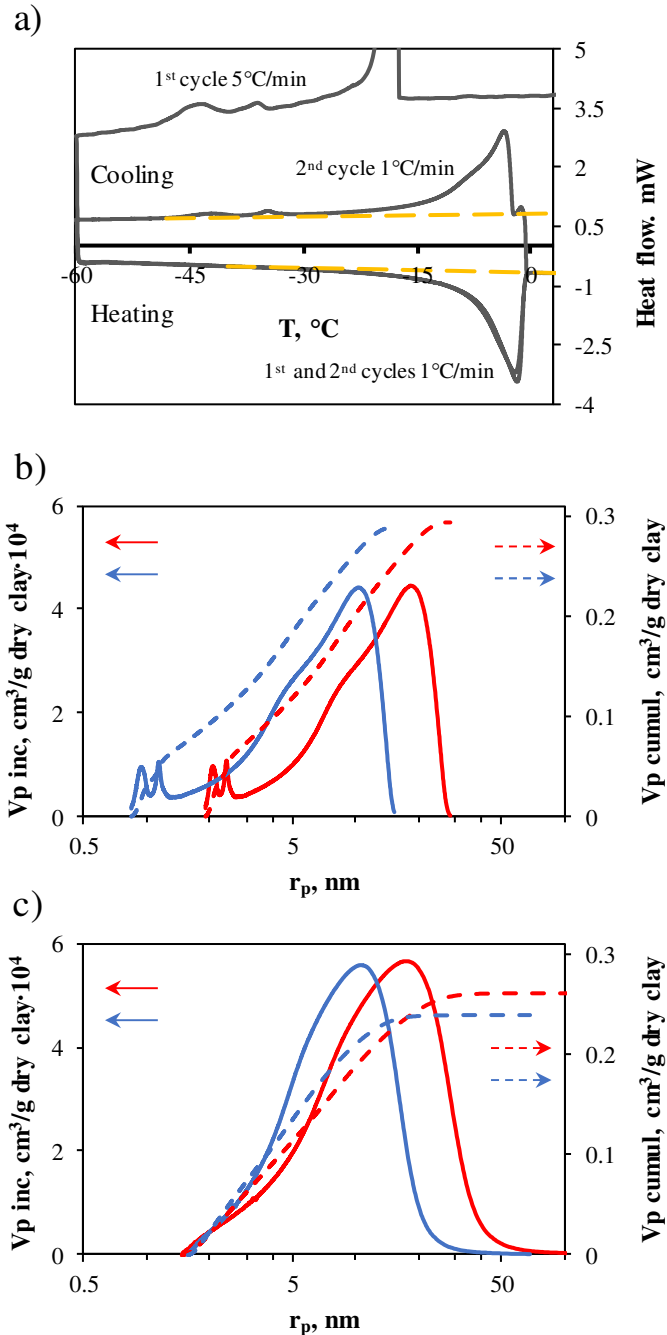 a)
5
3.5
2
0.5
-1
-2.5
-4
Heat flow. mW
1st cycle 5°C/min
Cooling
2nd cycle 1°C/min
-60
-45
-30
-15
0
Heating
T, °C
1st and 2nd cycles 1°C/min
b)
6
4
2
0
Vp inc, cm³/g dry clay·10⁴
0.3
0.2
0.1
0
Vp cumul, cm³/g dry clay
0.5
5
50
rp, nm
c)
6
4
2
0
Vp inc, cm³/g dry clay·10⁴
0.3
0.2
0.1
0
Vp cumul, cm³/g dry clay
0.5
5
50
rp, nm